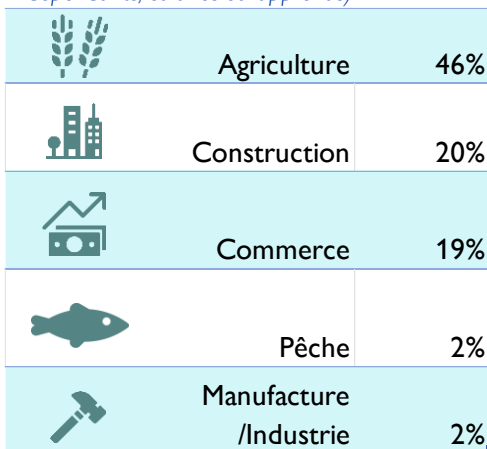 Agriculture 46%
Construction 20%
Commerce 19%
Pêche 2%
Manufacture
/Industrie 2%